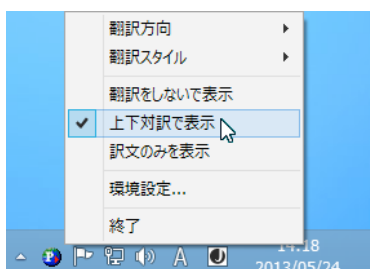 翻訳方向
翻訳スタイル
翻訳をしないで表示
上下対訳で表示
訳文のみを表示
環境設定...
終了
A
14:18
2013/05/24